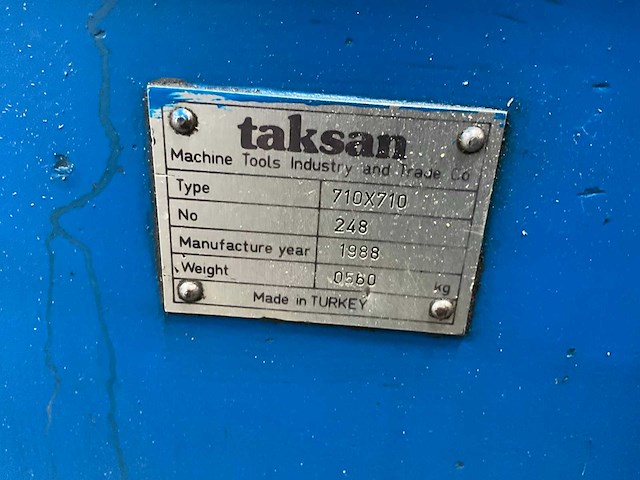 taksan
Machine Tools Industry and Trade Co
Type 710X710
No 248
Manufacture year 1988
Weight 0560 kg
Made in TURKEY